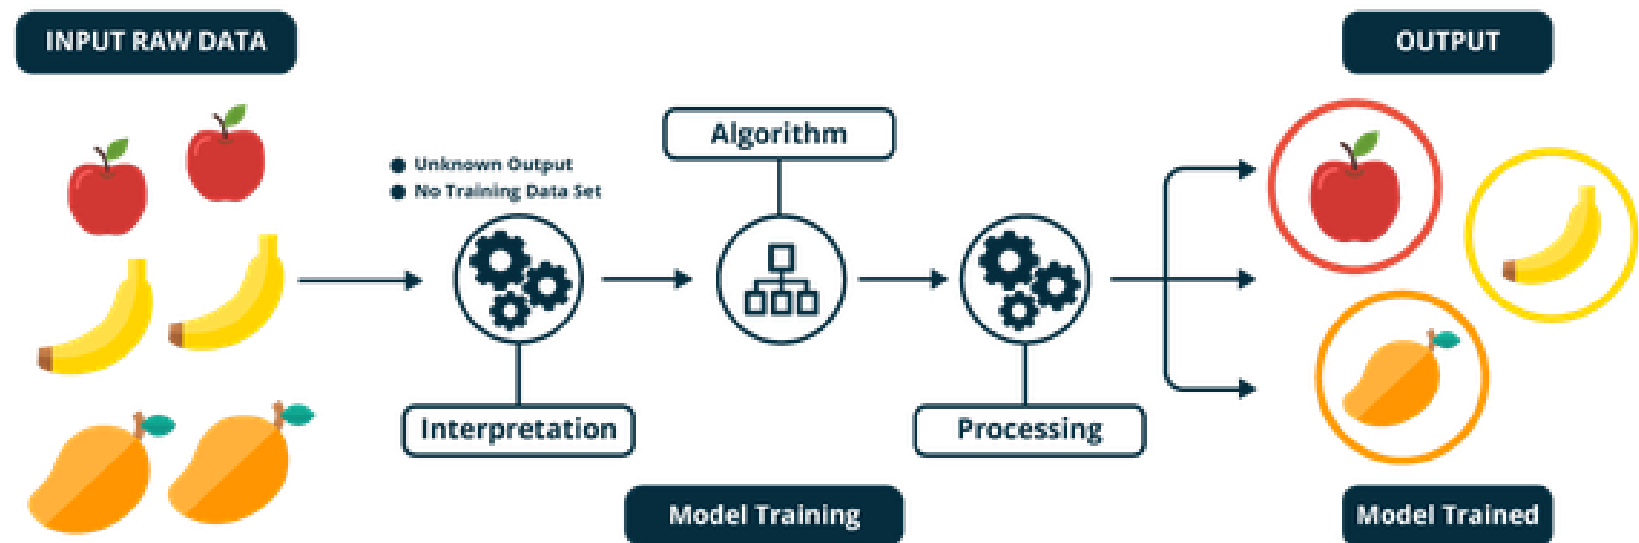 INPUT RAW DATA
OUTPUT
Algorithm
Unknown Output
No Training Data Set
Interpretation
Processing
Model Training
Model Trained